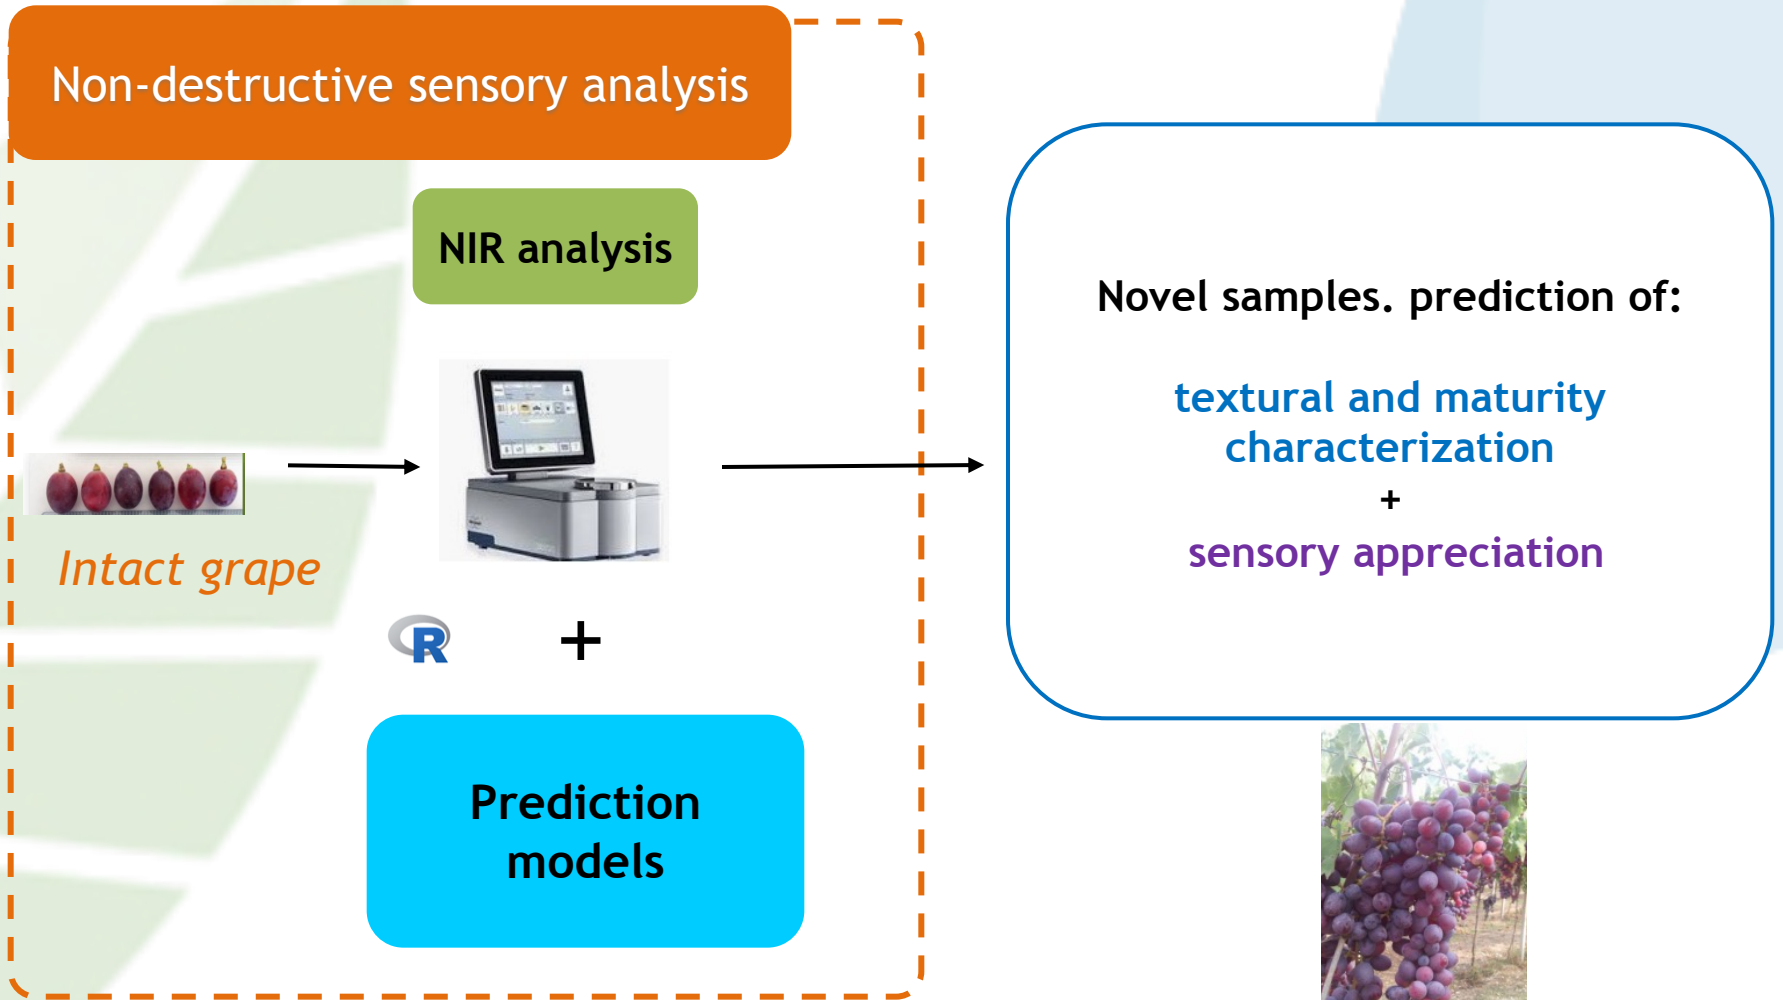 Non-destructive sensory analysis
NIR analysis
Intact grape
R
+
Prediction
models
Novel samples. prediction of:
textural and maturity
characterization
+
sensory appreciation